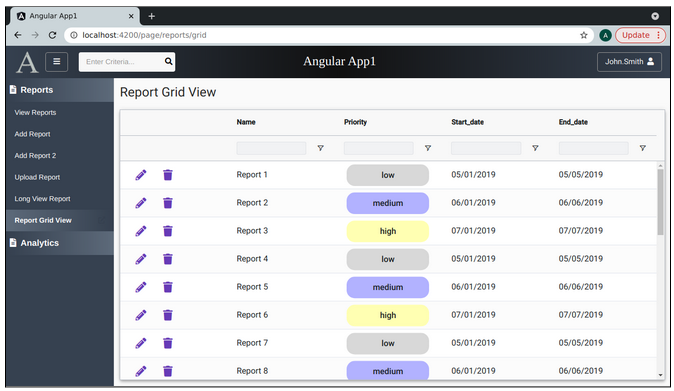 Angular App1
localhost:4200/page/reports/grid
A
Update
A
Enter Criteria...
Angular App1
John.Smith
Reports
View Reports
Add Report
Add Report 2
Upload Report
Long View Report
Report Grid View
Analytics
Report Grid View
Name Priority Start_date End_date
Report 1 low 05/01/2019 05/05/2019
Report 2 medium 06/01/2019 06/06/2019
Report 3 high 07/01/2019 07/07/2019
Report 4 low 05/01/2019 05/05/2019
Report 5 medium 06/01/2019 06/06/2019
Report 6 high 07/01/2019 07/07/2019
Report 7 low 05/01/2019 05/05/2019
Report 8 medium 06/01/2019 06/06/2019